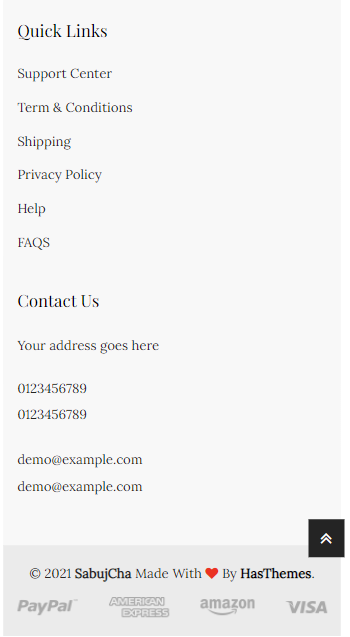 Quick Links
Support Center
Term & Conditions
Shipping
Privacy Policy
Help
FAQS
Contact Us
Your address goes here
0123456789
0123456789
demo@example.com
demo@example.com
© 2021 SabujCha Made With ❤ By HasThemes.
PayPal AMERICAN EXPRESS amazon VISA